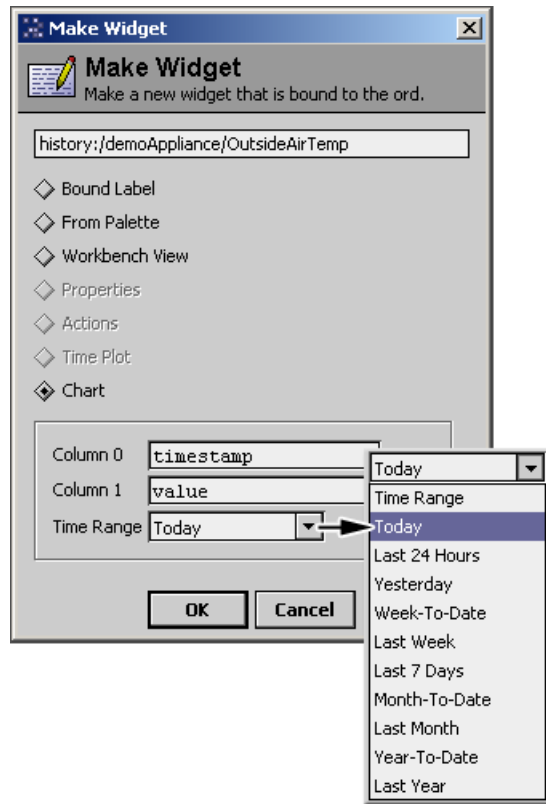 Make Widget
Make Widget
Make a new widget that is bound to the ord.
history:/demoAppliance/OutsideAirTemp
Bound Label
From Palette
Workbench View
Properties
Actions
Time Plot
Chart
Column 0 timestamp
Column 1 value
Time Range Today
OK Cancel
Today
Time Range
Today
Last 24 Hours
Yesterday
Week-To-Date
Last Week
Last 7 Days
Month-To-Date
Last Month
Year-To-Date
Last Year